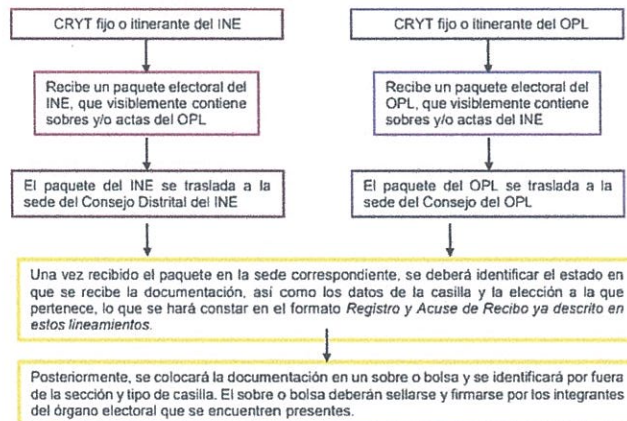 CRYT fijo o itinerante del INE
CRYT fijo o itinerante del OPL
Recibe un paquete electoral del
INE, que visiblemente contiene
sobres y/o actas del OPL
Recibe un paquete electoral del
OPL, que visiblemente contiene
sobres y/o actas del INE
El paquete del INE se traslada a la
sede del Consejo Distrital del INE
El paquete del OPL se traslada a la
sede del Consejo del OPL
Una vez recibido el paquete en la sede correspondiente, se deberá identificar el estado en
que se recibe la documentación, así como los datos de la casilla y la elección a la que
pertenece, lo que se hará constar en el formato Registro y Acuse de Recibo ya descrito en
estos lineamientos.
Posteriormente, se colocará la documentación en un sobre o bolsa y se identificará por fuera
de la sección y tipo de casilla. El sobre o bolsa deberán sellarse y firmarse por los integrantes
del órgano electoral que se encuentren presentes.